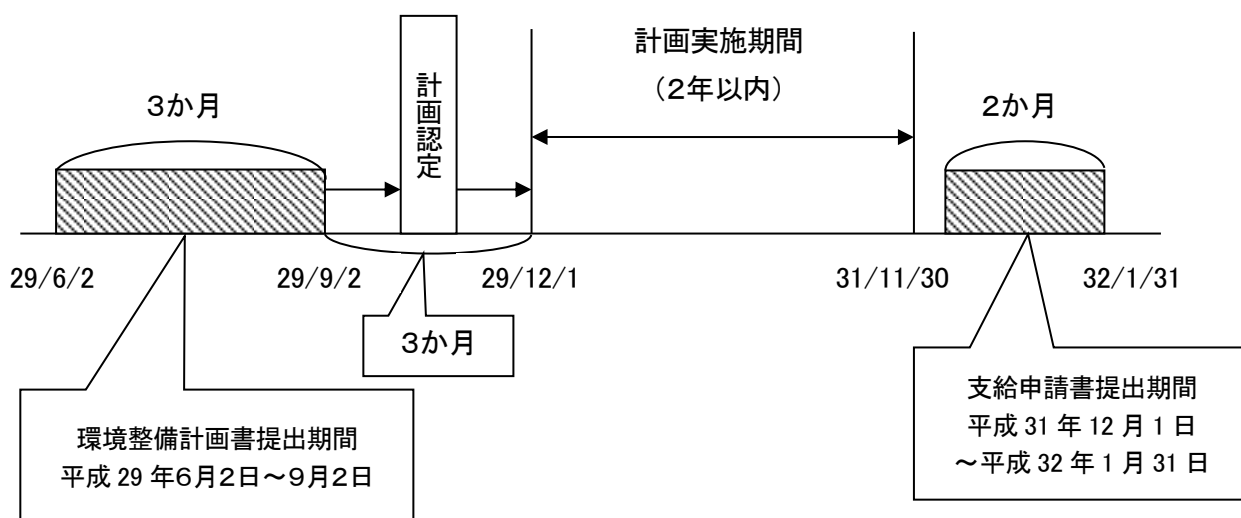 計画実施期間
（２年以内）
３か月
計画認定
２か月
29/6/2
29/9/2
29/12/1
31/11/30
32/1/31
３か月
環境整備計画書提出期間
平成 29 年６月２日～９月２日
支給申請書提出期間
平成 31 年 12 月 1 日
～平成 32 年 1 月 31 日